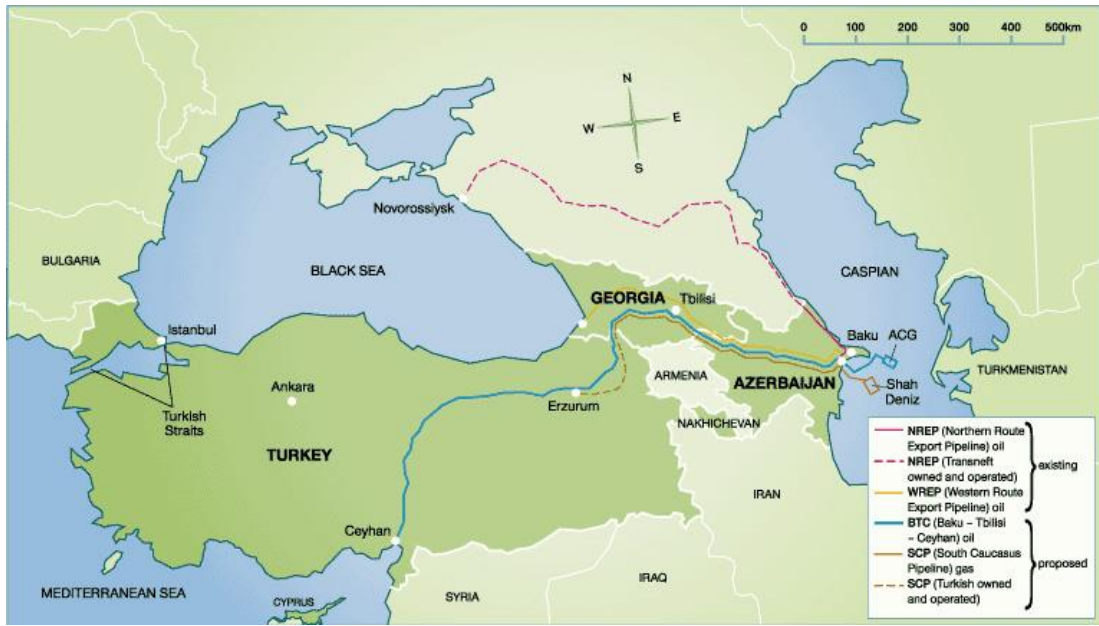 0 100 200 300 400 500km
N
W E
S
Novorossiysk
BULGARIA
BLACK SEA
CASPIAN
GEORGIA
Tbilisi
Istanbul
Baku
ACG
ARMENIA
AZERBAIJAN
TURKMENISTAN
Ankara
Erzurum
Shah
Deniz
Turkish
Straits
NAKHICHEVAN
TURKEY
IRAN
Ceyhan
IRAQ
MEDITERRANEAN SEA
SYRIA
CYPRUS
NREP (Northern Route
Export Pipeline) oil
NREP (Transneft
owned and operated)
WREP (Western Route
Export Pipeline) oil
existing
BTC (Baku – Tbilisi
– Ceyhan) oil
SCP (South Caucasus
Pipeline) gas
SCP (Turkish owned
and operated)
proposed